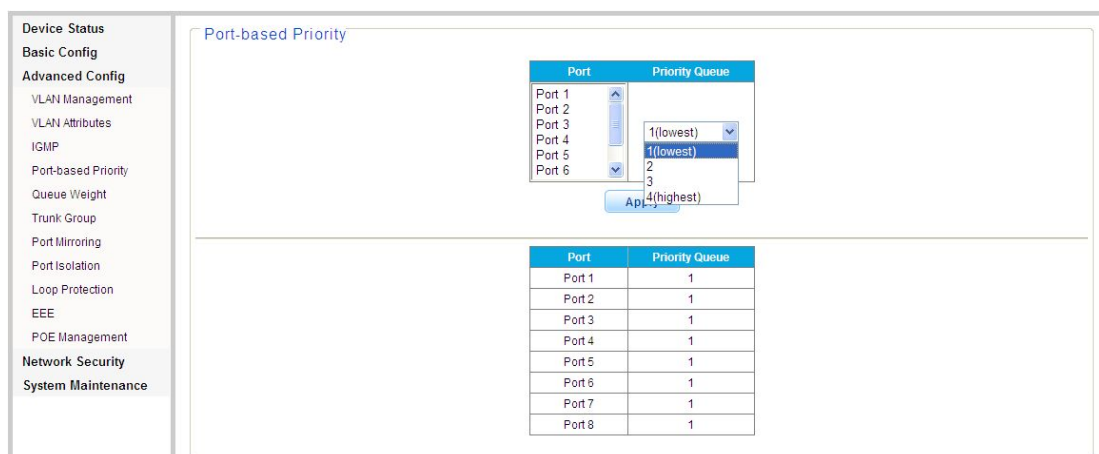 Device Status
Basic Config
Advanced Config
VLAN Management
VLAN Attributes
IGMP
Port-based Priority
Queue Weight
Trunk Group
Port Mirroring
Port Isolation
Loop Protection
EEE
POE Management
Network Security
System Maintenance
Port-based Priority
Port Priority Queue
Port 1
Port 2
Port 3
Port 4
Port 5
Port 6
1(lowest)
1(lowest)
2
3
4(highest)
Port Priority Queue
Port 1 1
Port 2 1
Port 3 1
Port 4 1
Port 5 1
Port 6 1
Port 7 1
Port 8 1